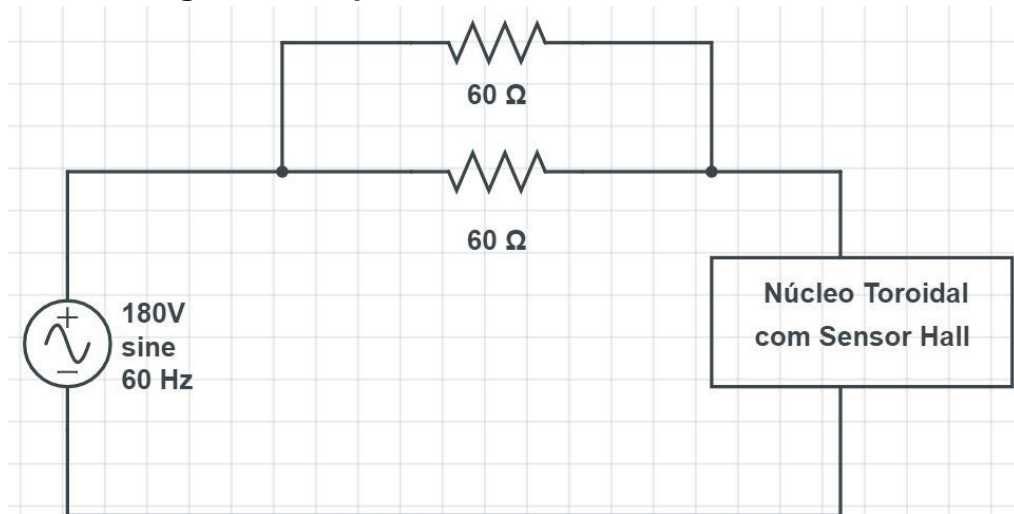 60 Ω
60 Ω
180V
sine
60 Hz
Núcleo Toroidal
com Sensor Hall